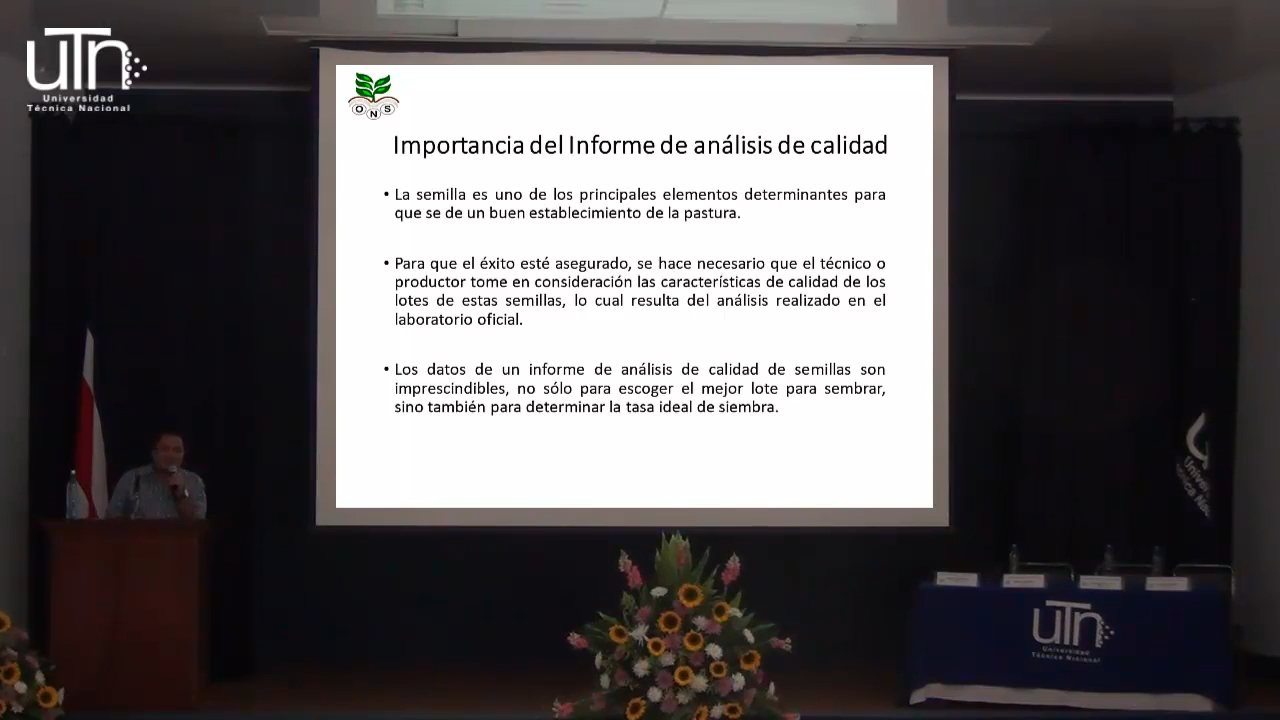 uTn
Universidad
Técnica Nacional
O N S
Importancia del Informe de análisis de calidad
• La semilla es uno de los principales elementos determinantes para
que se de un buen establecimiento de la pastura.
• Para que el éxito esté asegurado, se hace necesario que el técnico o
productor tome en consideración las características de calidad de los
lotes de estas semillas, lo cual resulta del análisis realizado en el
laboratorio oficial.
• Los datos de un informe de análisis de calidad de semillas son
imprescindibles, no sólo para escoger el mejor lote para sembrar,
sino también para determinar la tasa ideal de siembra.
uTn
Universidad
Técnica Nacional